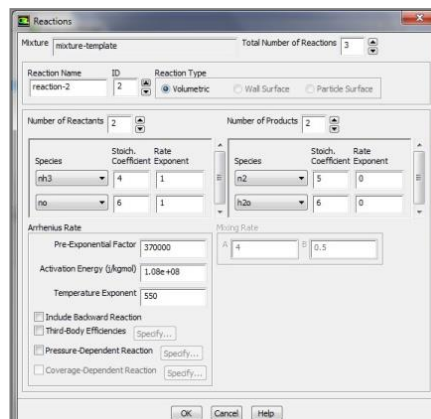 Reactions
Mixture mixture-template Total Number of Reactions 3
Reaction Name ID Reaction Type
reaction-2 2 Volumetric Wall Surface Particle Surface
Number of Reactants 2 Number of Products 2
Species Stoich. Coefficient Rate Exponent Species Stoich. Coefficient Rate Exponent
nh3 4 1 n2 5 0
no 6 1 h2o 6 0
Arrhenius Rate Mixing Rate
Pre-Exponential Factor 370000 A 4 B 0.5
Activation Energy (j/kgmol) 1.08e+08
Temperature Exponent 550
Include Backward Reaction
Third-Body Efficiencies Specify...
Pressure-Dependent Reaction Specify...
Coverage-Dependent Reaction Specify...
OK Cancel Help